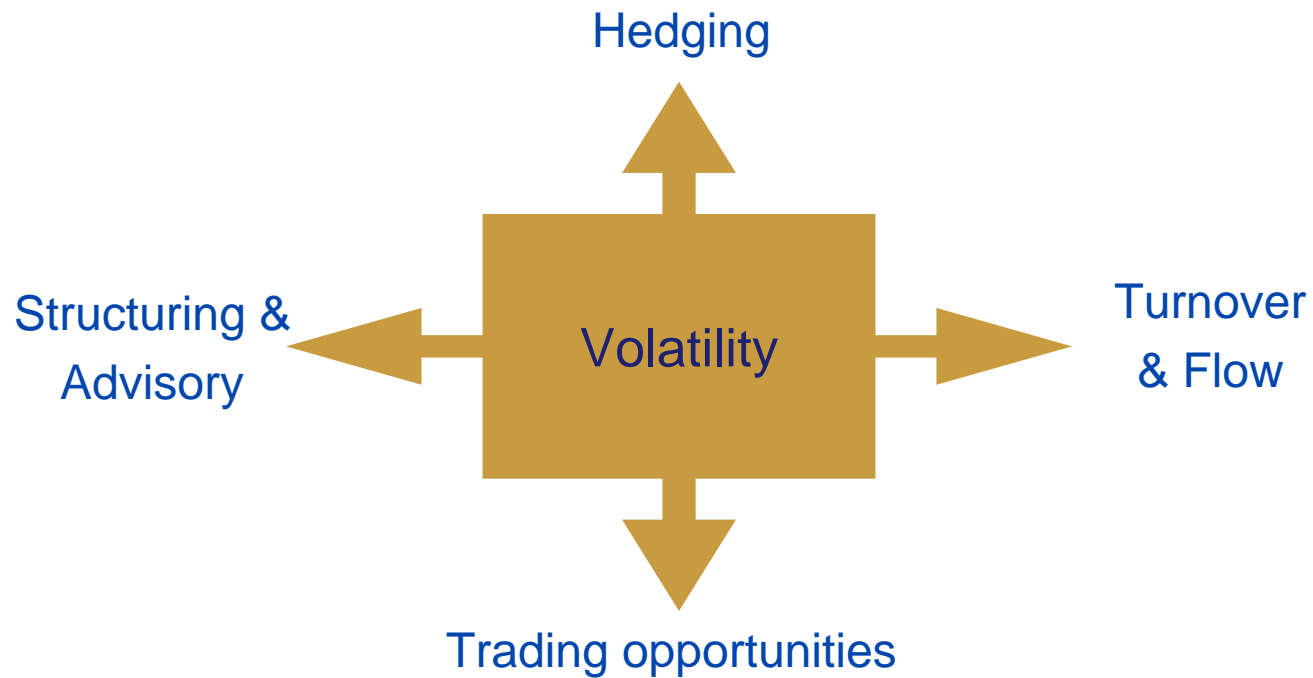 Hedging
Structuring &
Advisory
Volatility
Turnover
& Flow
Trading opportunities